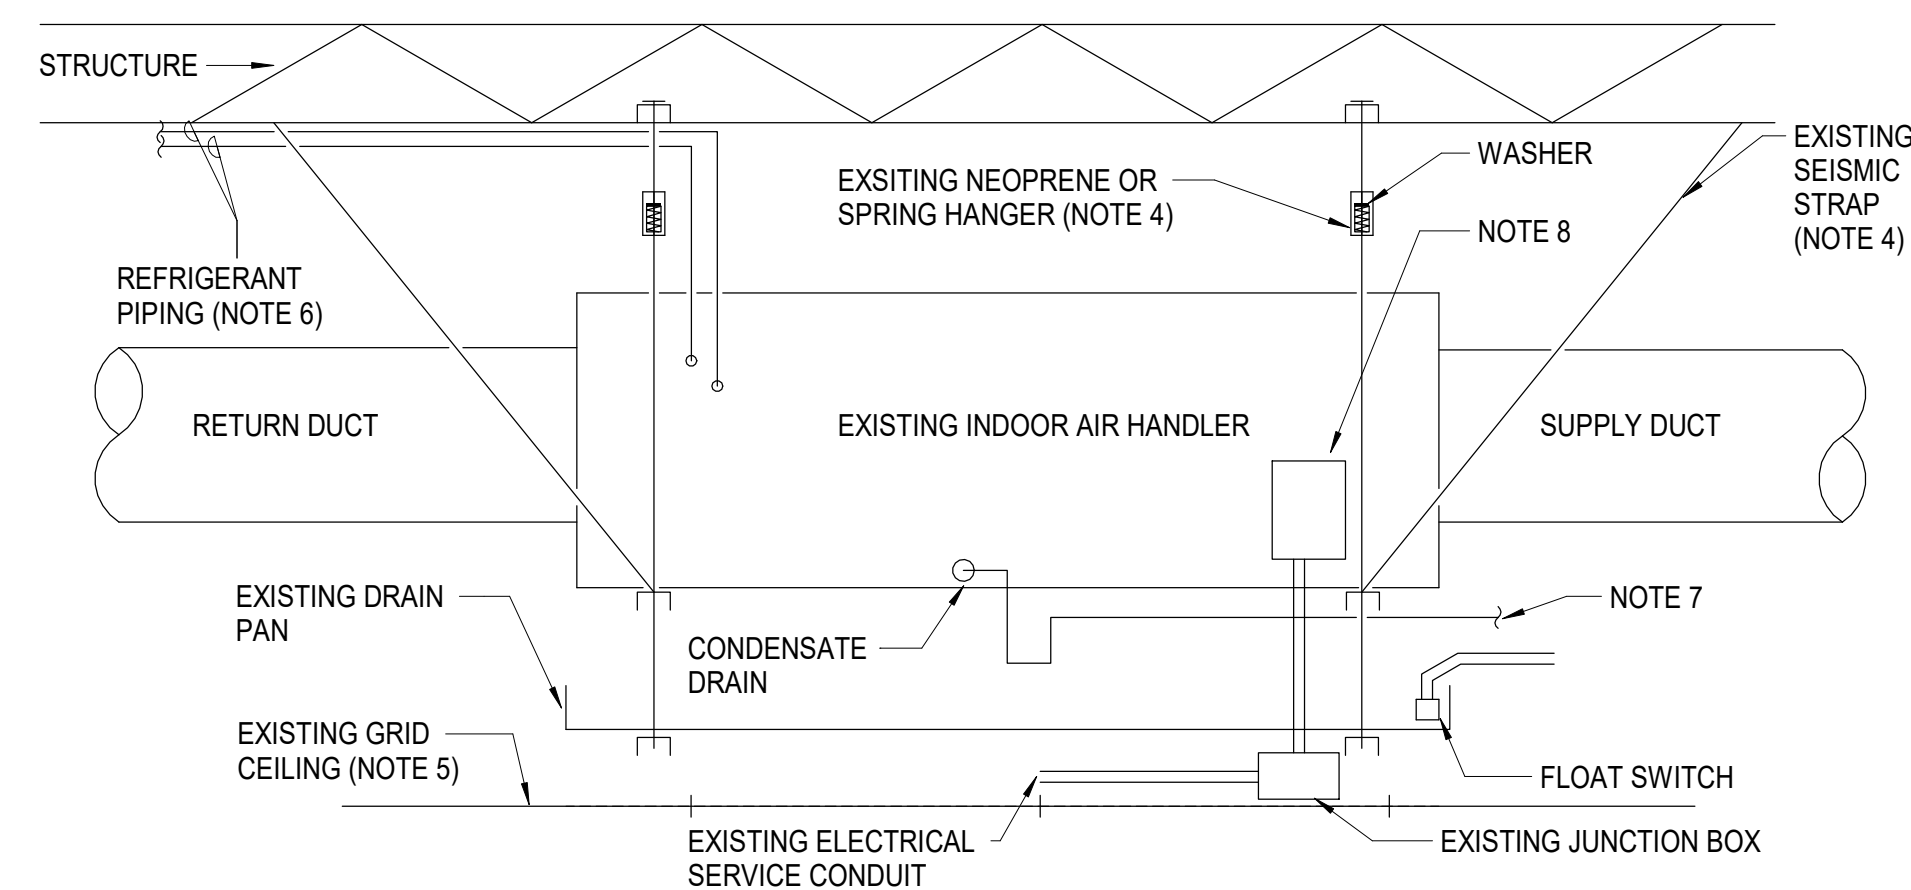 STRUCTURE
WASHER
EXISTING
SEISMIC
STRAP
(NOTE 4)
EXSITING NEOPRENE OR
SPRING HANGER (NOTE 4)
NOTE 8
REFRIGERANT
PIPING (NOTE 6)
RETURN DUCT
EXISTING INDOOR AIR HANDLER
SUPPLY DUCT
EXISTING DRAIN
PAN
NOTE 7
CONDENSATE
DRAIN
EXISTING GRID
CEILING (NOTE 5)
FLOAT SWITCH
EXISTING ELECTRICAL
SERVICE CONDUIT
EXISTING JUNCTION BOX